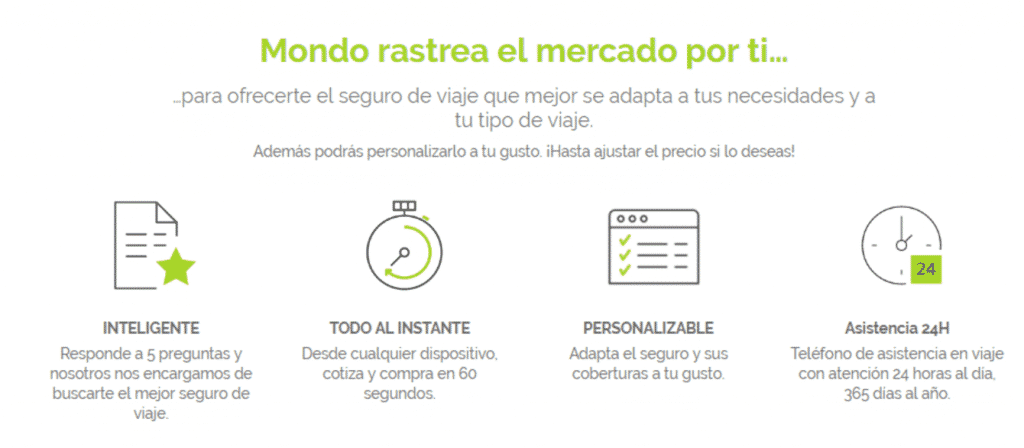 Mondo rastrea el mercado por ti...
...para ofrecerte el seguro de viaje que mejor se adapta a tus necesidades y a
tu tipo de viaje.
Además podrás personalizarlo a tu gusto. ¡Hasta ajustar el precio si lo deseas!
24
INTELIGENTE
Responde a 5 preguntas y
nosotros nos encargamos de
buscarte el mejor seguro de
viaje.
TODO AL INSTANTE
Desde cualquier dispositivo,
cotiza y compra en 60
segundos.
PERSONALIZABLE
Adapta el seguro y sus
coberturas a tu gusto.
Asistencia 24H
Teléfono de asistencia en viaje
con atención 24 horas al día,
365 días al año.